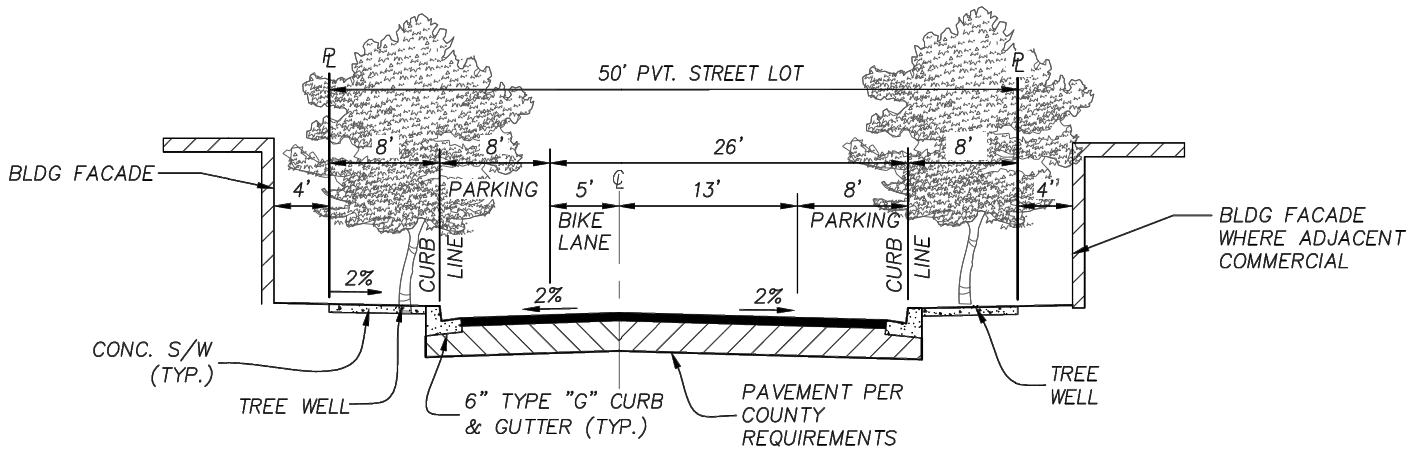 PL
PL
50' PVT. STREET LOT
8'
8'
26'
8'
BLDG FACADE
4'
PARKING
5'
CL
13'
8'
4'
BIKE
LANE
PARKING
CURB
LINE
CURB
LINE
BLDG FACADE
WHERE ADJACENT
COMMERCIAL
2%
2%
2%
CONC. S/W
(TYP.)
TREE WELL
6" TYPE "G" CURB
& GUTTER (TYP.)
PAVEMENT PER
COUNTY
REQUIREMENTS
TREE
WELL